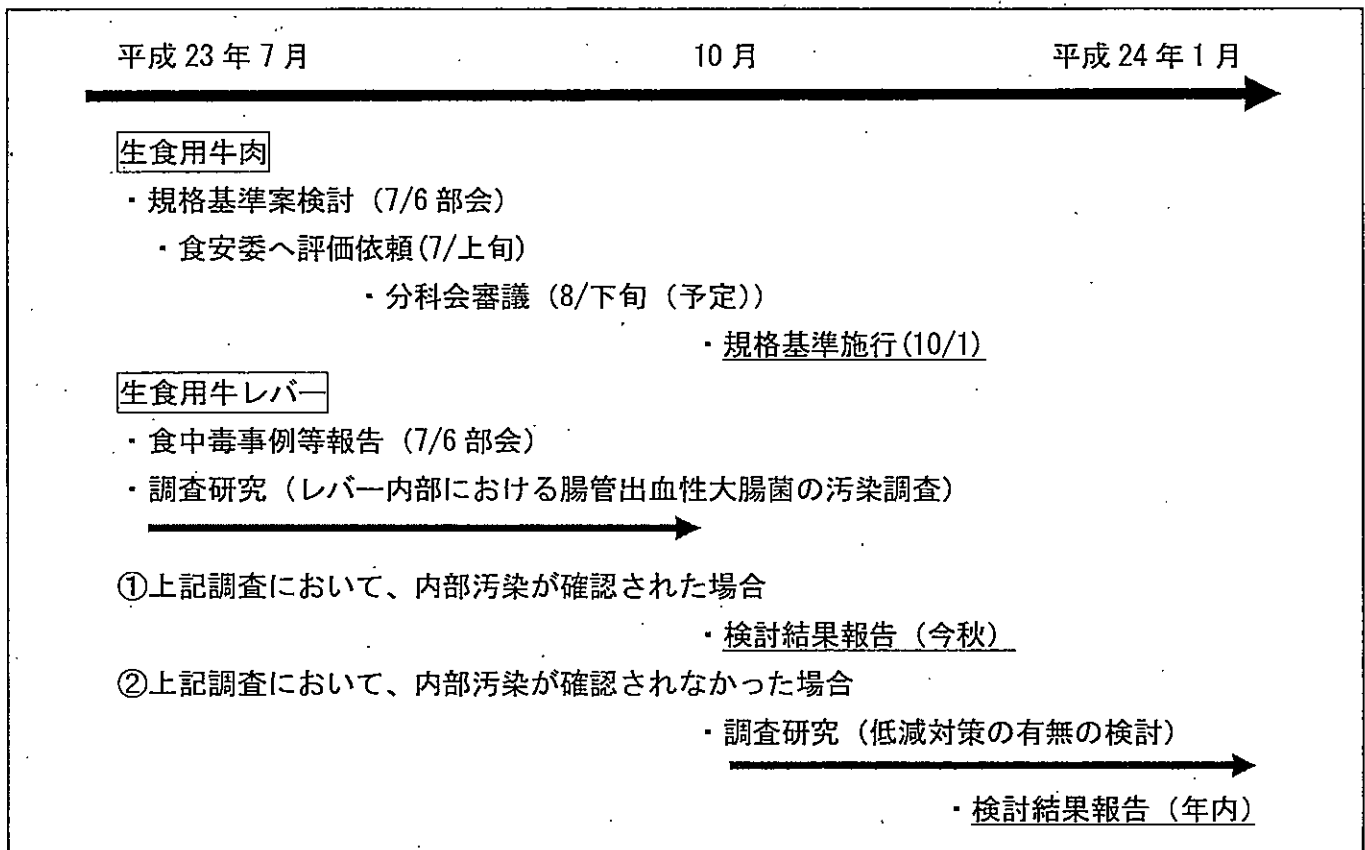 平成 23 年 7 月 10 月 平成 24 年 1 月
生食用牛肉
・規格基準案検討（7/6 部会）
・食安委へ評価依頼(7/上旬)
・分科会審議（8/下旬（予定））
・規格基準施行(10/1)
生食用牛レバー
・食中毒事例等報告（7/6 部会）
・調査研究（レバー内部における腸管出血性大腸菌の汚染調査）
①上記調査において、内部汚染が確認された場合
・検討結果報告（今秋）
②上記調査において、内部汚染が確認されなかった場合
・調査研究（低減対策の有無の検討）
・検討結果報告（年内）